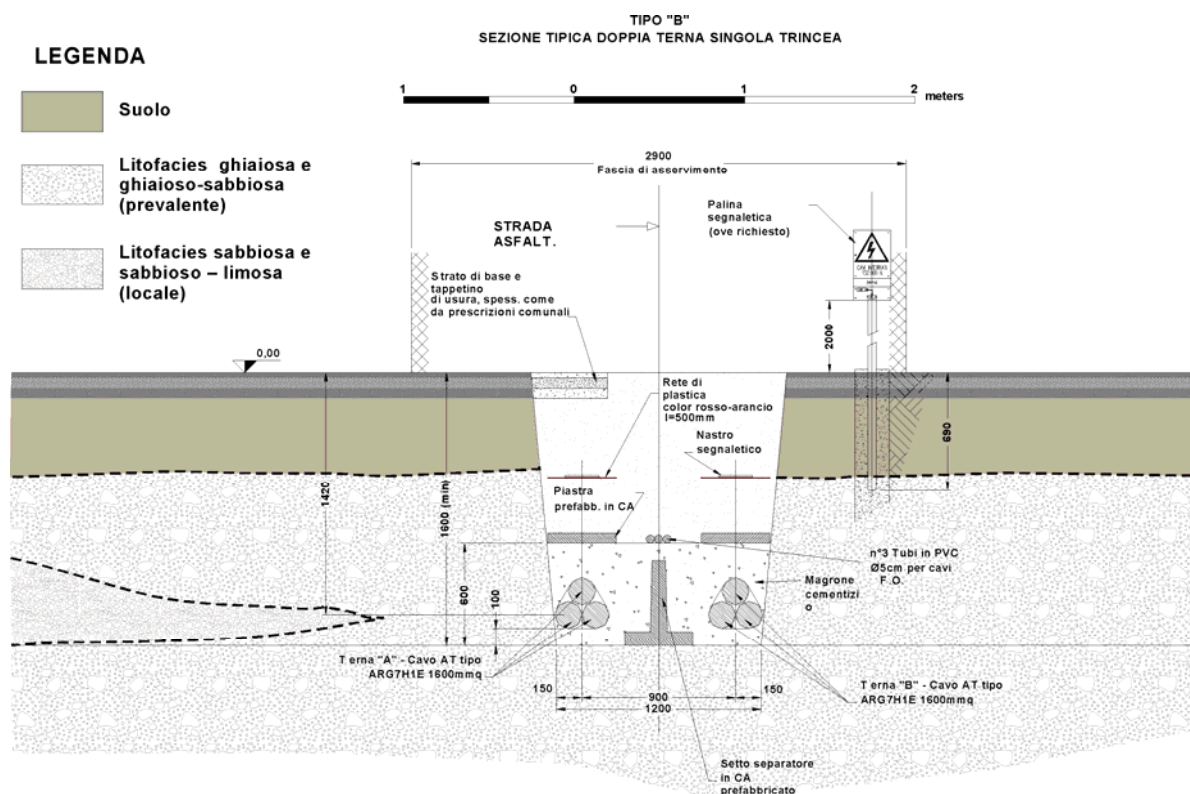 TIPO "B"
SEZIONE TIPICA DOPPIA TERNA SINGOLA TRINCEA
LEGENDA
Suolo
Litofacies ghiaiosa e
ghiaioso-sabbiosa
(prevalente)
Litofacies sabbiosa e
sabbioso – limosa
(locale)
1
0
1
2
meters
2900
Fascia di asservimento
STRADA
ASFALT.
Palina
segnaletica
(ove richiesto)
Strato di base e
tappetino
di usura, spess. come
da prescrizioni comunali
2000
0,00
Rete di
plastica
color rosso-arancio
l=500mm
Nastro
segnaletico
690
1420
1600 (min)
Piastra
prefabb. in CA
n°3 Tubi in PVC
Ø5cm per cavi
F.O.
Magrone
cementizi
o
600
100
Terna "A" - Cavo AT tipo
ARG7H1E 1600mmq
150
900
150
1200
Terna "B" - Cavo AT tipo
ARG7H1E 1600mmq
Setto separatore
in CA
prefabbricato